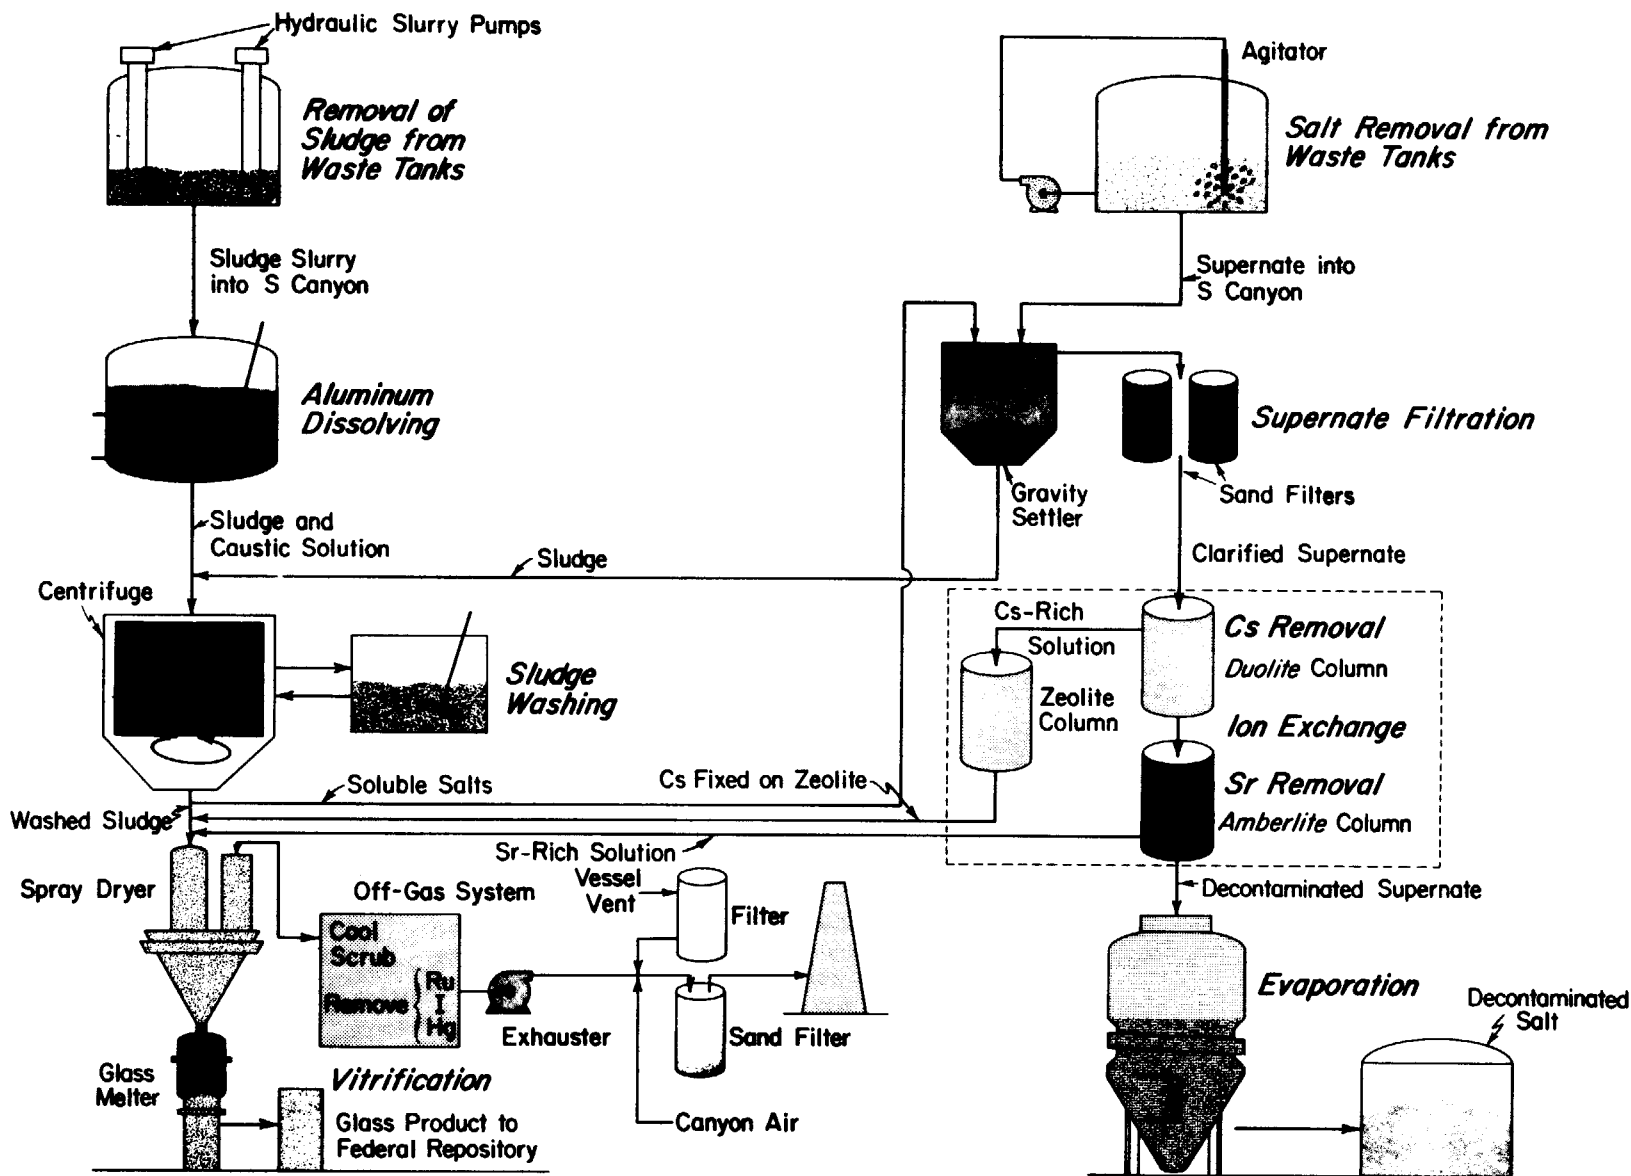 Hydraulic Slurry Pumps
Removal of
Sludge from
Waste Tanks
Sludge Slurry
into S Canyon
Aluminum
Dissolving
Sludge and
Caustic Solution
Sludge
Centrifuge
Sludge
Washing
Soluble Salts
Washed Sludge
Cs Fixed on Zeolite
Sr-Rich Solution
Spray Dryer
Off-Gas System
Cool
Scrub
Remove { Ru
I
Hg
Exhauster
Vessel
Vent
Filter
Sand Filter
Canyon Air
Glass
Melter
Vitrification
Glass Product to
Federal Repository
Agitator
Salt Removal from
Waste Tanks
Supernate into
S Canyon
Gravity
Settler
Supernate Filtration
Sand Filters
Clarified Supernate
Cs-Rich
Solution
Zeolite
Column
Cs Removal
Duolite Column
Ion Exchange
Sr Removal
Amberlite Column
Decontaminated Supernate
Evaporation
Decontaminated
Salt